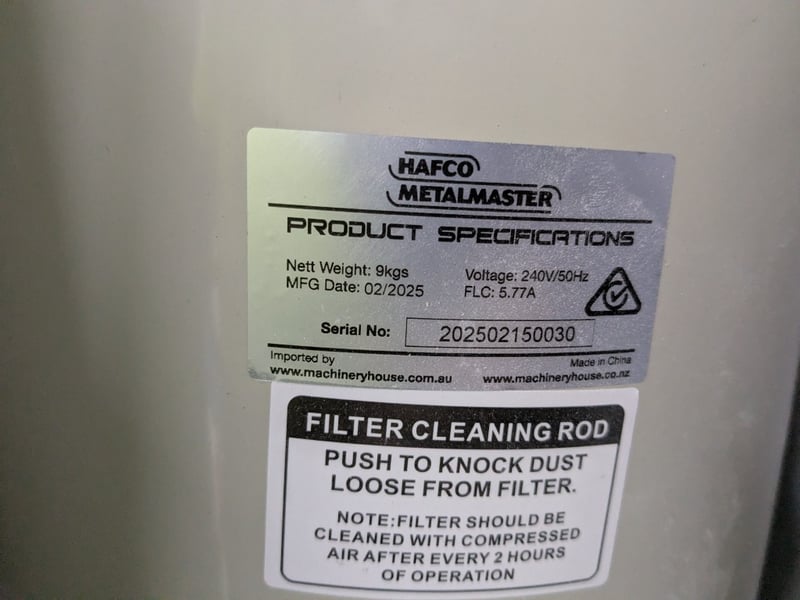 HAFCO
METALMASTER
PRODUCT SPECIFICATIONS
Nett Weight: 9kgs
MFG Date: 02/2025
Voltage: 240V/50Hz
FLC: 5.77A
Serial No: 202502150030
Imported by
www.machineryhouse.com.au
Made in China
www.machineryhouse.co.nz
FILTER CLEANING ROD
PUSH TO KNOCK DUST
LOOSE FROM FILTER.
NOTE:FILTER SHOULD BE
CLEANED WITH COMPRESSED
AIR AFTER EVERY 2 HOURS
OF OPERATION